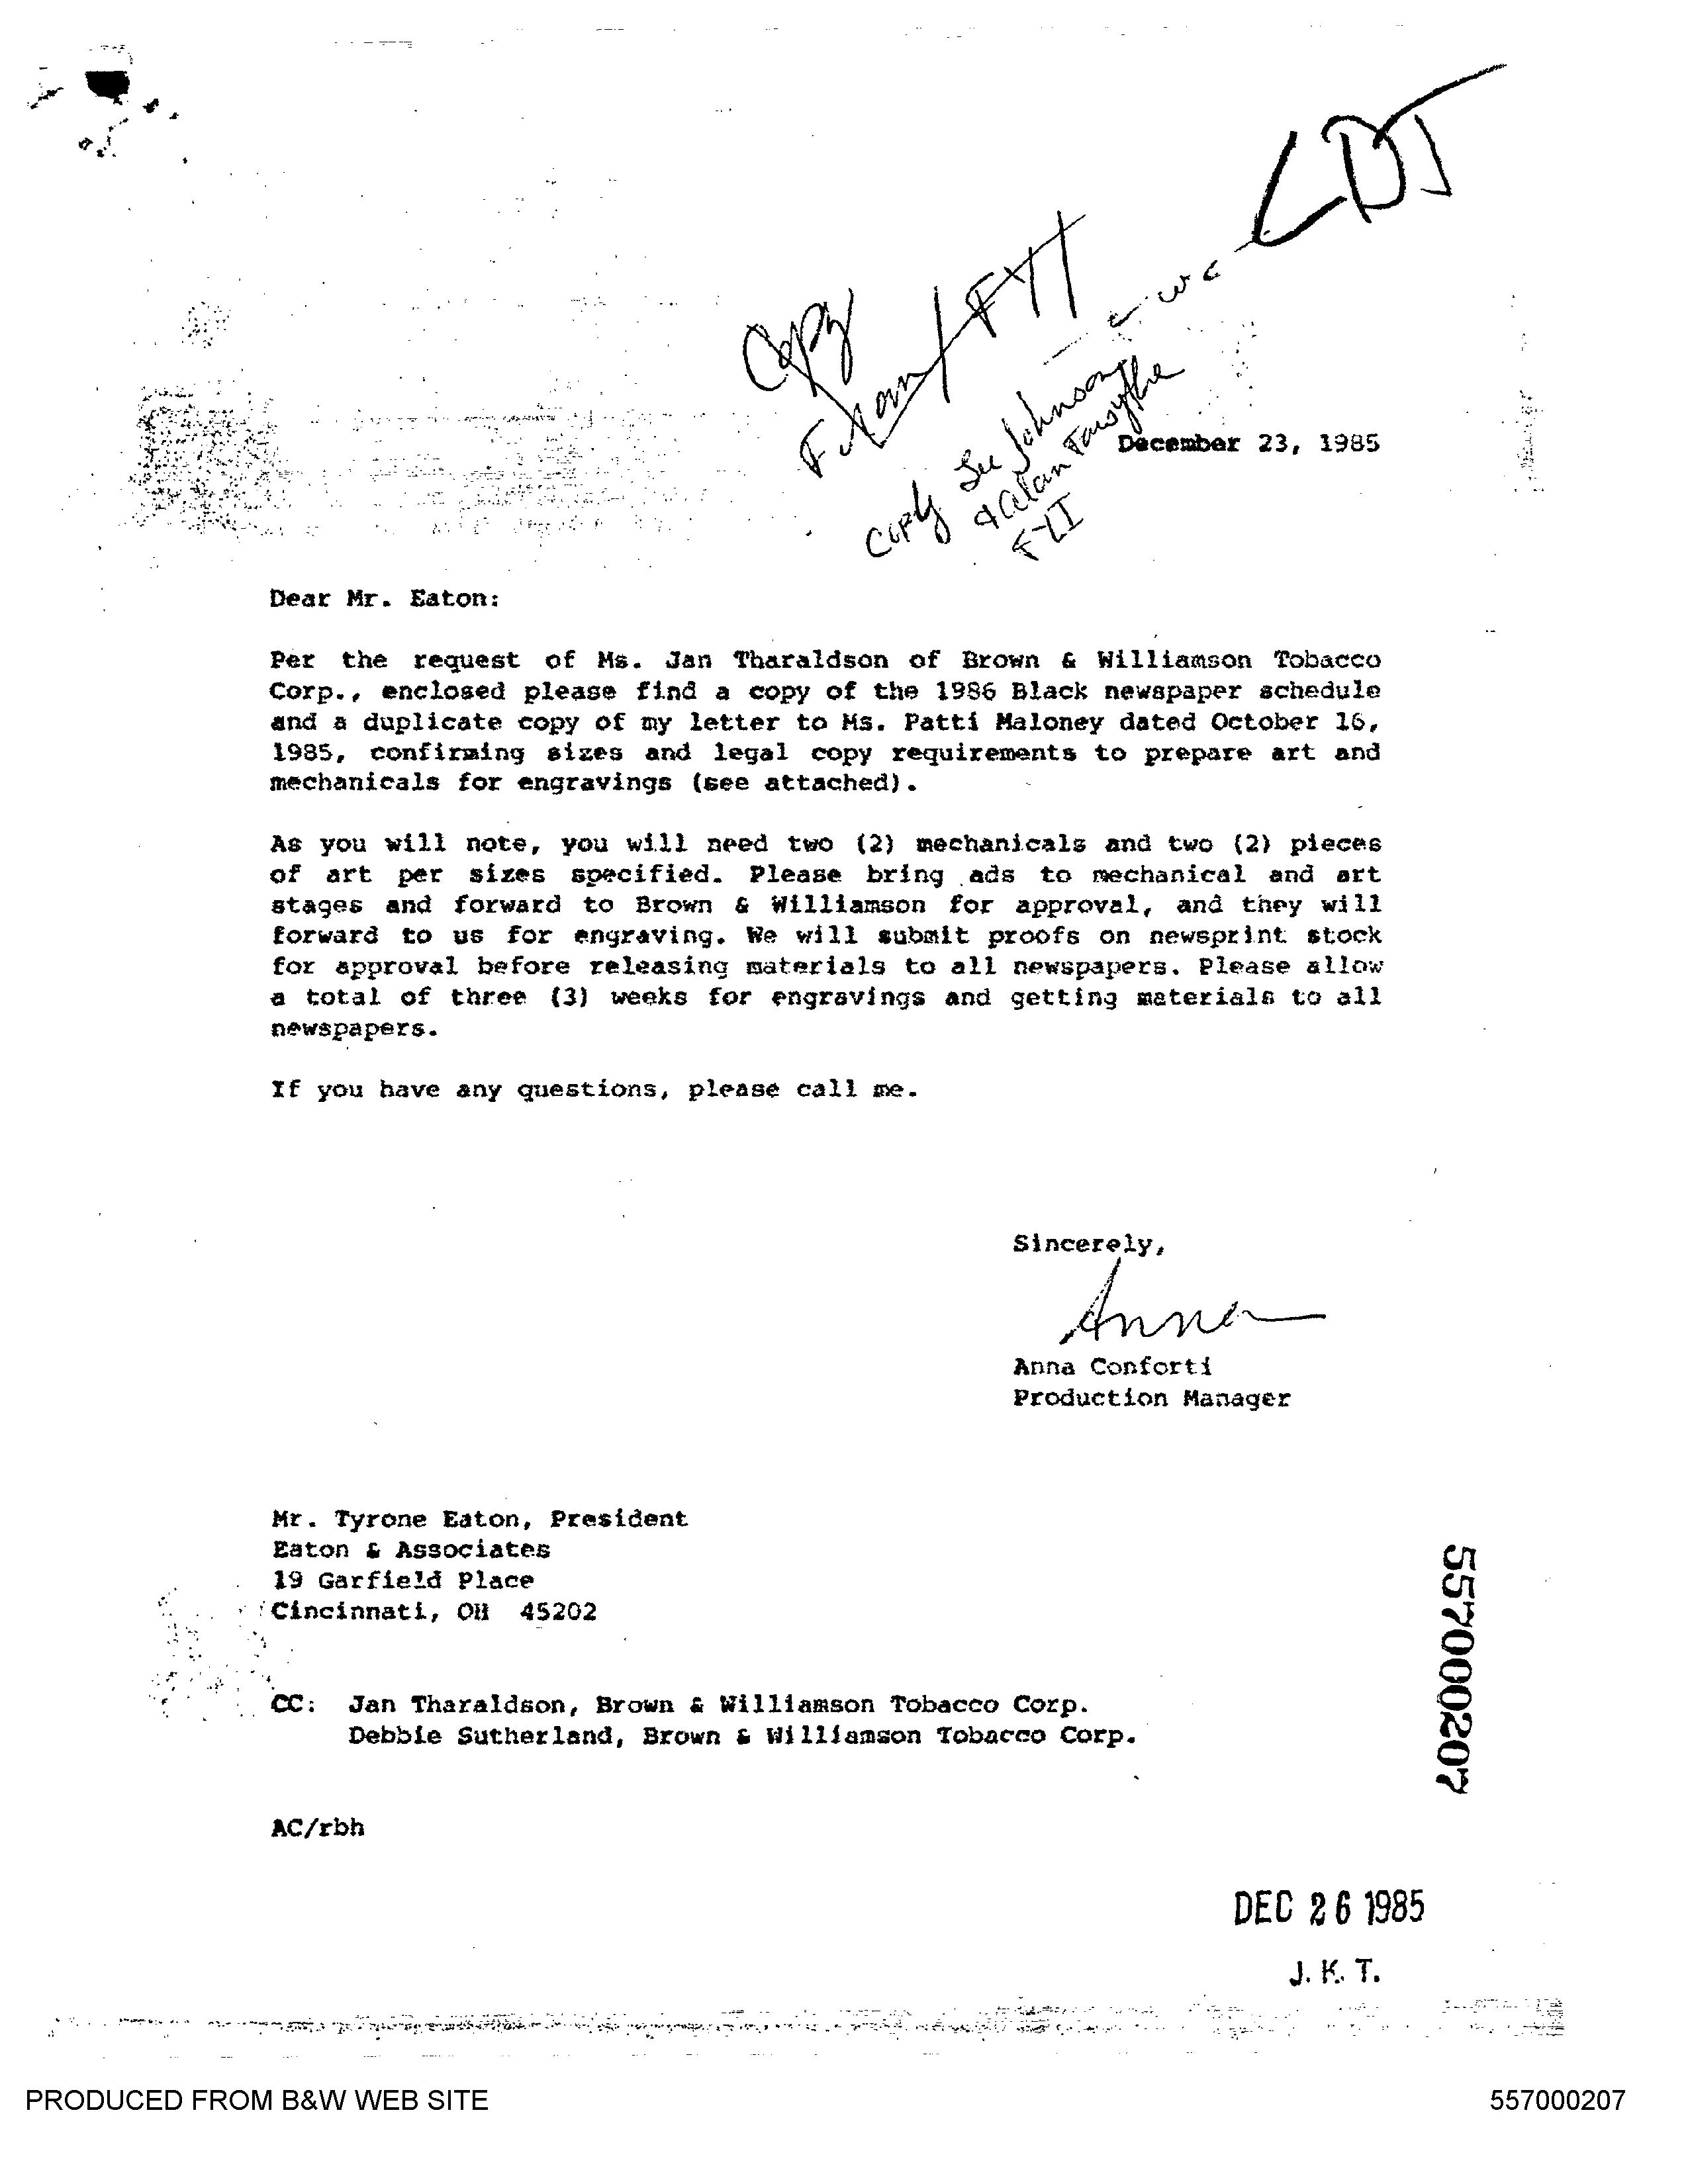 CDJ
Copy
FYI
Copy Lee Johnson
& Alan Forsythe
FYI
December 23, 1985
Dear Mr. Eaton:
Per the request of Ms. Jan Tharaldson of Brown & Williamson Tobacco
Corp., enclosed please find a copy of the 1986 Black newspaper schedule
and a duplicate copy of my letter to Ms. Patti Maloney dated October 16,
1985, confirming sizes and legal copy requirements to prepare art and
mechanicals for engravings (see attached).
As you will note, you will need two (2) mechanicals and two (2) pieces
of art per sizes specified. Please bring ads to mechanical and art
stages and forward to Brown & Williamson for approval, and they will
forward to us for engraving. We will submit proofs on newsprint stock
for approval before releasing materials to all newspapers. Please allow
a total of three (3) weeks for engravings and getting materials to all
newspapers.
If you have any questions, please call me.
Sincerely,
Anna
Anna Conforti
Production Manager
Mr. Tyrone Eaton, President
Eaton & Associates
19 Garfield Place
Cincinnati, OH 45202
CC: Jan Tharaldson, Brown & Williamson Tobacco Corp.
Debbie Sutherland, Brown & Williamson Tobacco Corp.
AC/rbh
557000207
DEC 26 1985
J. K. T.
PRODUCED FROM B&W WEB SITE
557000207